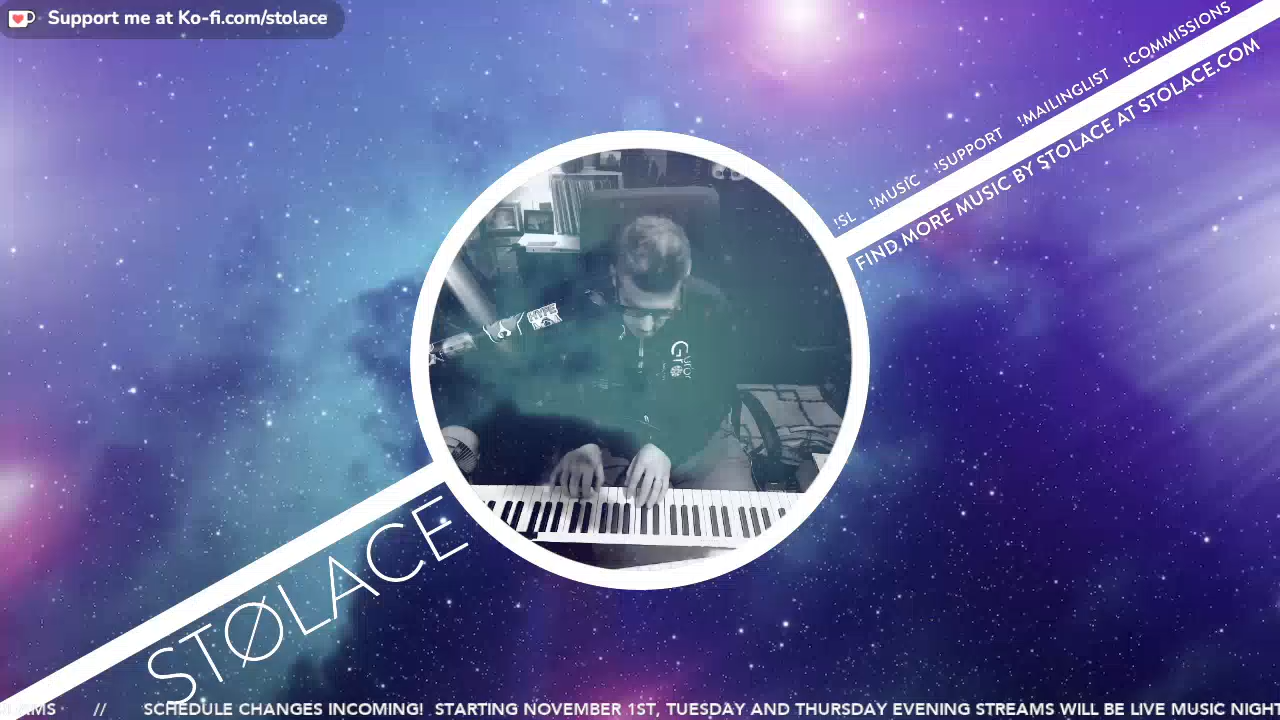 Support me at Ko-fi.com/stolace
!SL !MUSIC !SUPPORT !MAILINGLIST !COMMISSIONS
FIND MORE MUSIC BY STOLACE AT STOLACE.COM
STØLACE
// SCHEDULE CHANGES INCOMING! STARTING NOVEMBER 1ST, TUESDAY AND THURSDAY EVENING STREAMS WILL BE LIVE MUSIC NIGHT